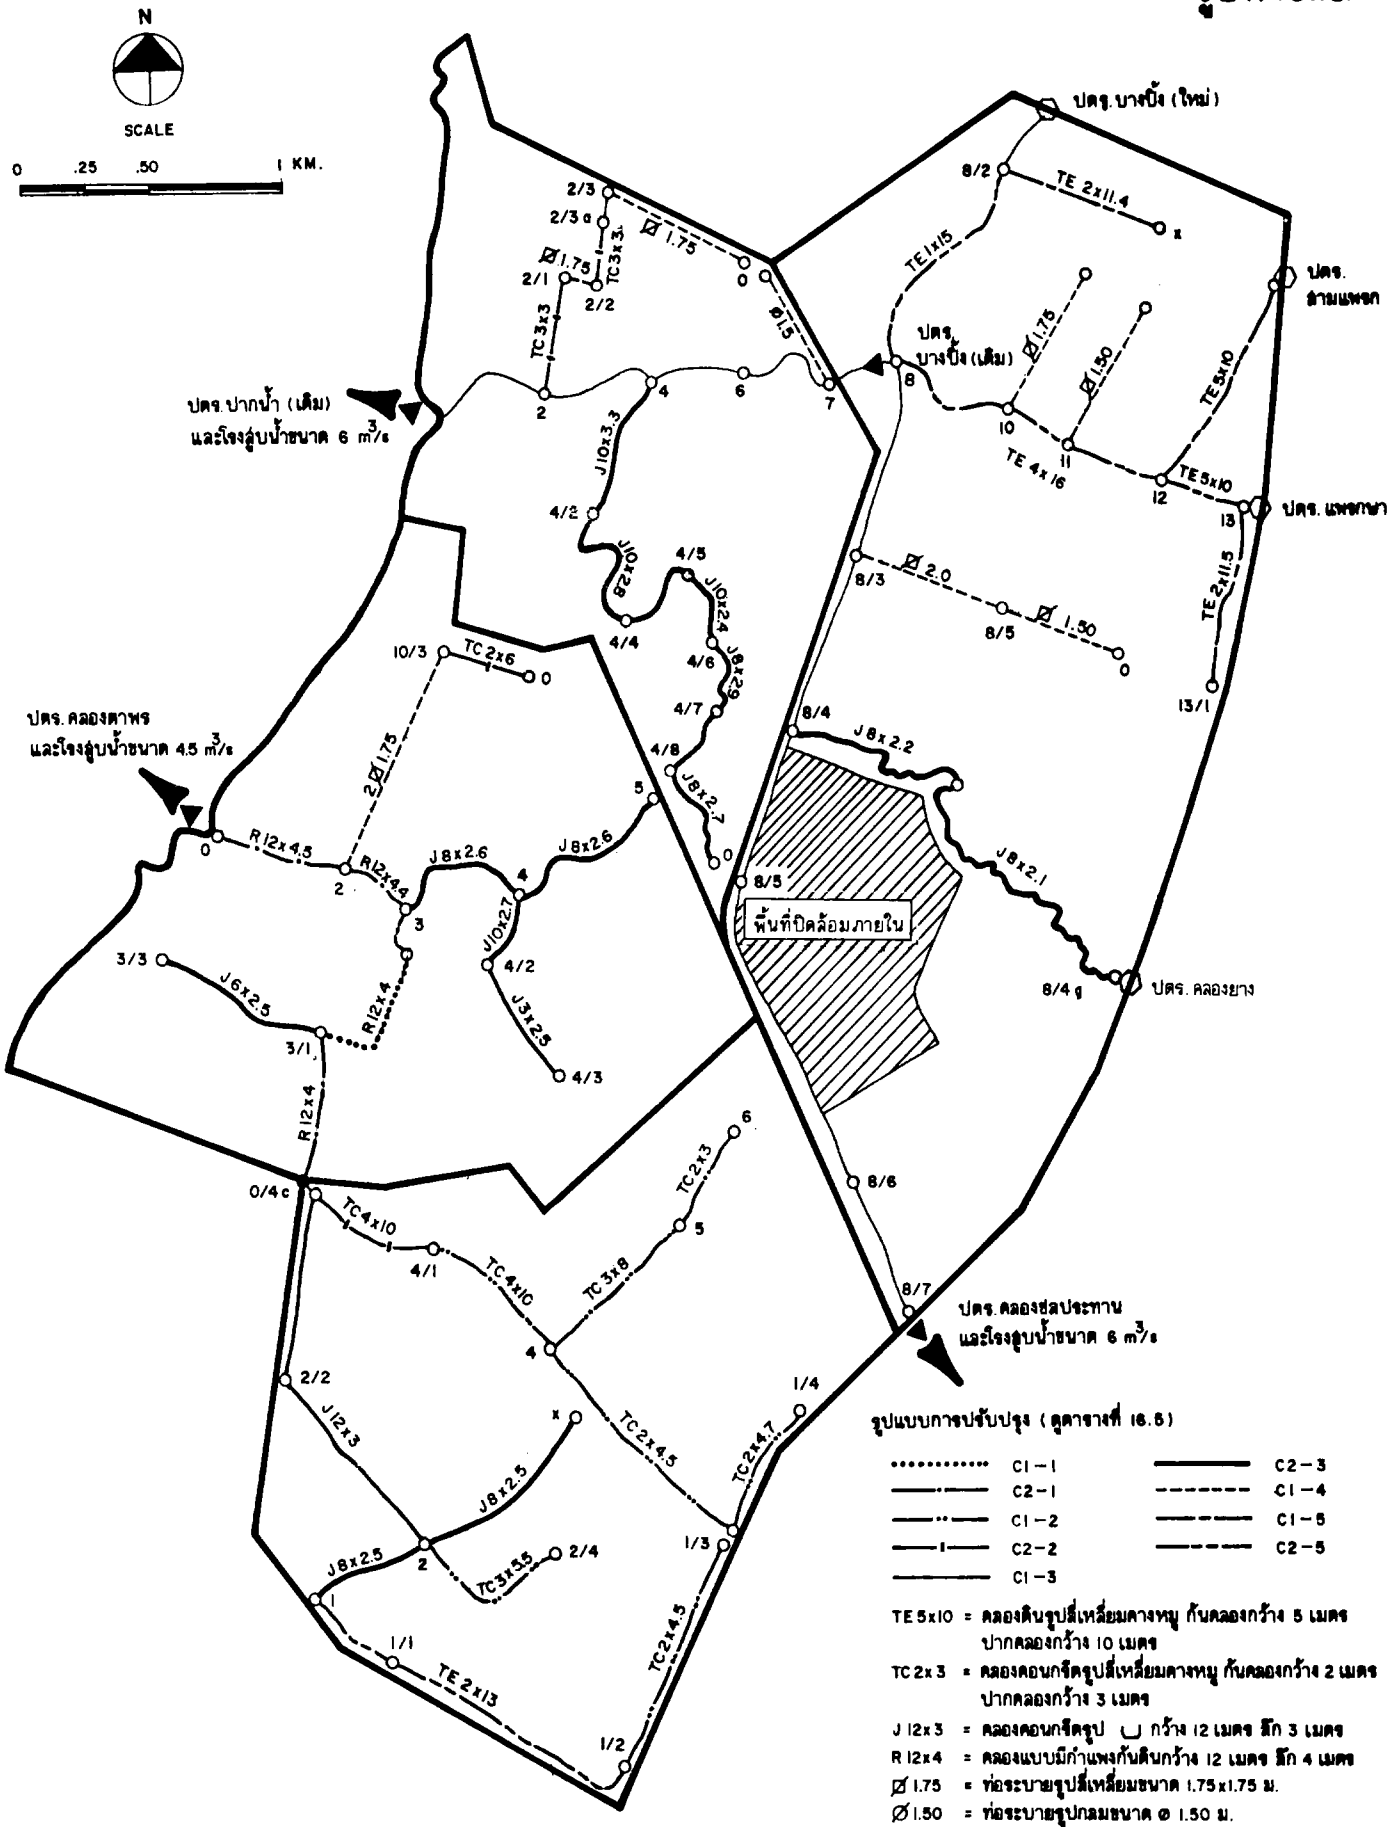 N
SCALE
0 .25 .50 1 KM.
ปตร. บางปิ้ง (ใหม่)
8/2
TE 2x11.4
x
TE 1x15
ปตร.
สามแพรก
2/3
2/3 a
Ø 1.75
TC 3x3
0
Ø 1.75
2/1
2/2
TC 3x3
Ø 1.5
ปตร.
บางปิ้ง (เดิม)
Ø 1.75
Ø 1.50
TE 5x10
ปตร. ปากน้ำ (เดิม)
และโรงสูบน้ำขนาด 6 m³/s
2
4
6
7
8
10
11
TE 4x16
12
TE 5x10
13
ปตร. แพรกษา
J10x3.3
4/2
J10x2.8
4/5
J10x2.4
4/4
4/6
J8x2.9
4/7
4/8
J8x2.7
0
8/3
Ø 2.0
8/5
Ø 1.50
0
TE 2x11.5
13/1
10/3
TC 2x6
0
2 Ø 1.75
ปตร. คลองตาพร
และโรงสูบน้ำขนาด 4.5 m³/s
8/4
J8x2.2
J8x2.1
8/4 g
ปตร. คลองยาง
0
R12x4.5
2
R12x4.4
3
J8x2.6
4
J8x2.6
5
8/5
พื้นที่ปิดล้อมภายใน
3/3
J6x2.5
3/1
R12x4
J10x2.7
4/2
J3x2.5
4/3
R12x4
0/4c
TC 4x10
4/1
TC 4x10
TC 3x8
5
TC 2x3
6
8/6
8/7
ปตร. คลองชลประทาน
และโรงสูบน้ำขนาด 6 m³/s
4
2/2
J12x3
x
J8x2.5
TC 2x4.5
TC 2x4.7
1/4
1/3
J8x2.5
2
TC 3x5.5
2/4
1
1/1
TE 2x13
1/2
TC 2x4.5
รูปแบบการปรับปรุง (ดูตารางที่ 16.5)
C1-1 C2-3
C2-1 C1-4
C1-2 C1-5
C2-2 C2-5
C1-3
TE 5x10 = คลองดินรูปสี่เหลี่ยมคางหมู ก้นคลองกว้าง 5 เมตร
ปากคลองกว้าง 10 เมตร
TC 2x3 = คลองคอนกรีตรูปสี่เหลี่ยมคางหมู ก้นคลองกว้าง 2 เมตร
ปากคลองกว้าง 3 เมตร
J 12x3 = คลองคอนกรีตรูป กว้าง 12 เมตร ลึก 3 เมตร
R 12x4 = คลองแบบมีกำแพงกันดินกว้าง 12 เมตร ลึก 4 เมตร
Ø 1.75 = ท่อระบายรูปสี่เหลี่ยมขนาด 1.75x1.75 ม.
Ø 1.50 = ท่อระบายรูปกลมขนาด ø 1.50 ม.